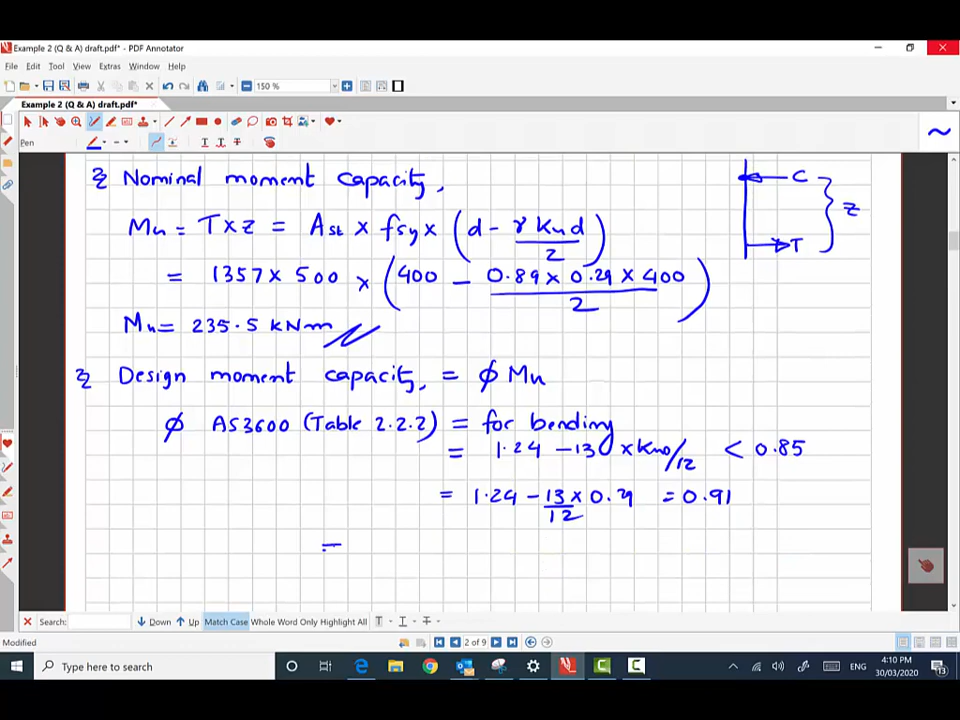 Example 2 (Q & A) draft.pdf* - PDF Annotator
File Edit Tool View Extras Window Help
150 %
Example 2 (Q & A) draft.pdf*
Pen
Nominal moment capacity,
C
Z
T
Mu = T x z = Ast x fsy x (d - γ kud / 2)
= 1357 x 500 x (400 - 0.89 x 0.29 x 400 / 2)
Mu = 235.5 kNm
Design moment capacity, = ϕ Mu
ϕ AS3600 (Table 2.2.2) = for bending
= 1.24 - 13 x kuo/12 < 0.85
= 1.24 - 13/12 x 0.29 = 0.91
=
Search: Down Up Match Case Whole Word Only Highlight All
Modified
2 of 9
Type here to search
ENG
4:10 PM
30/03/2020
13